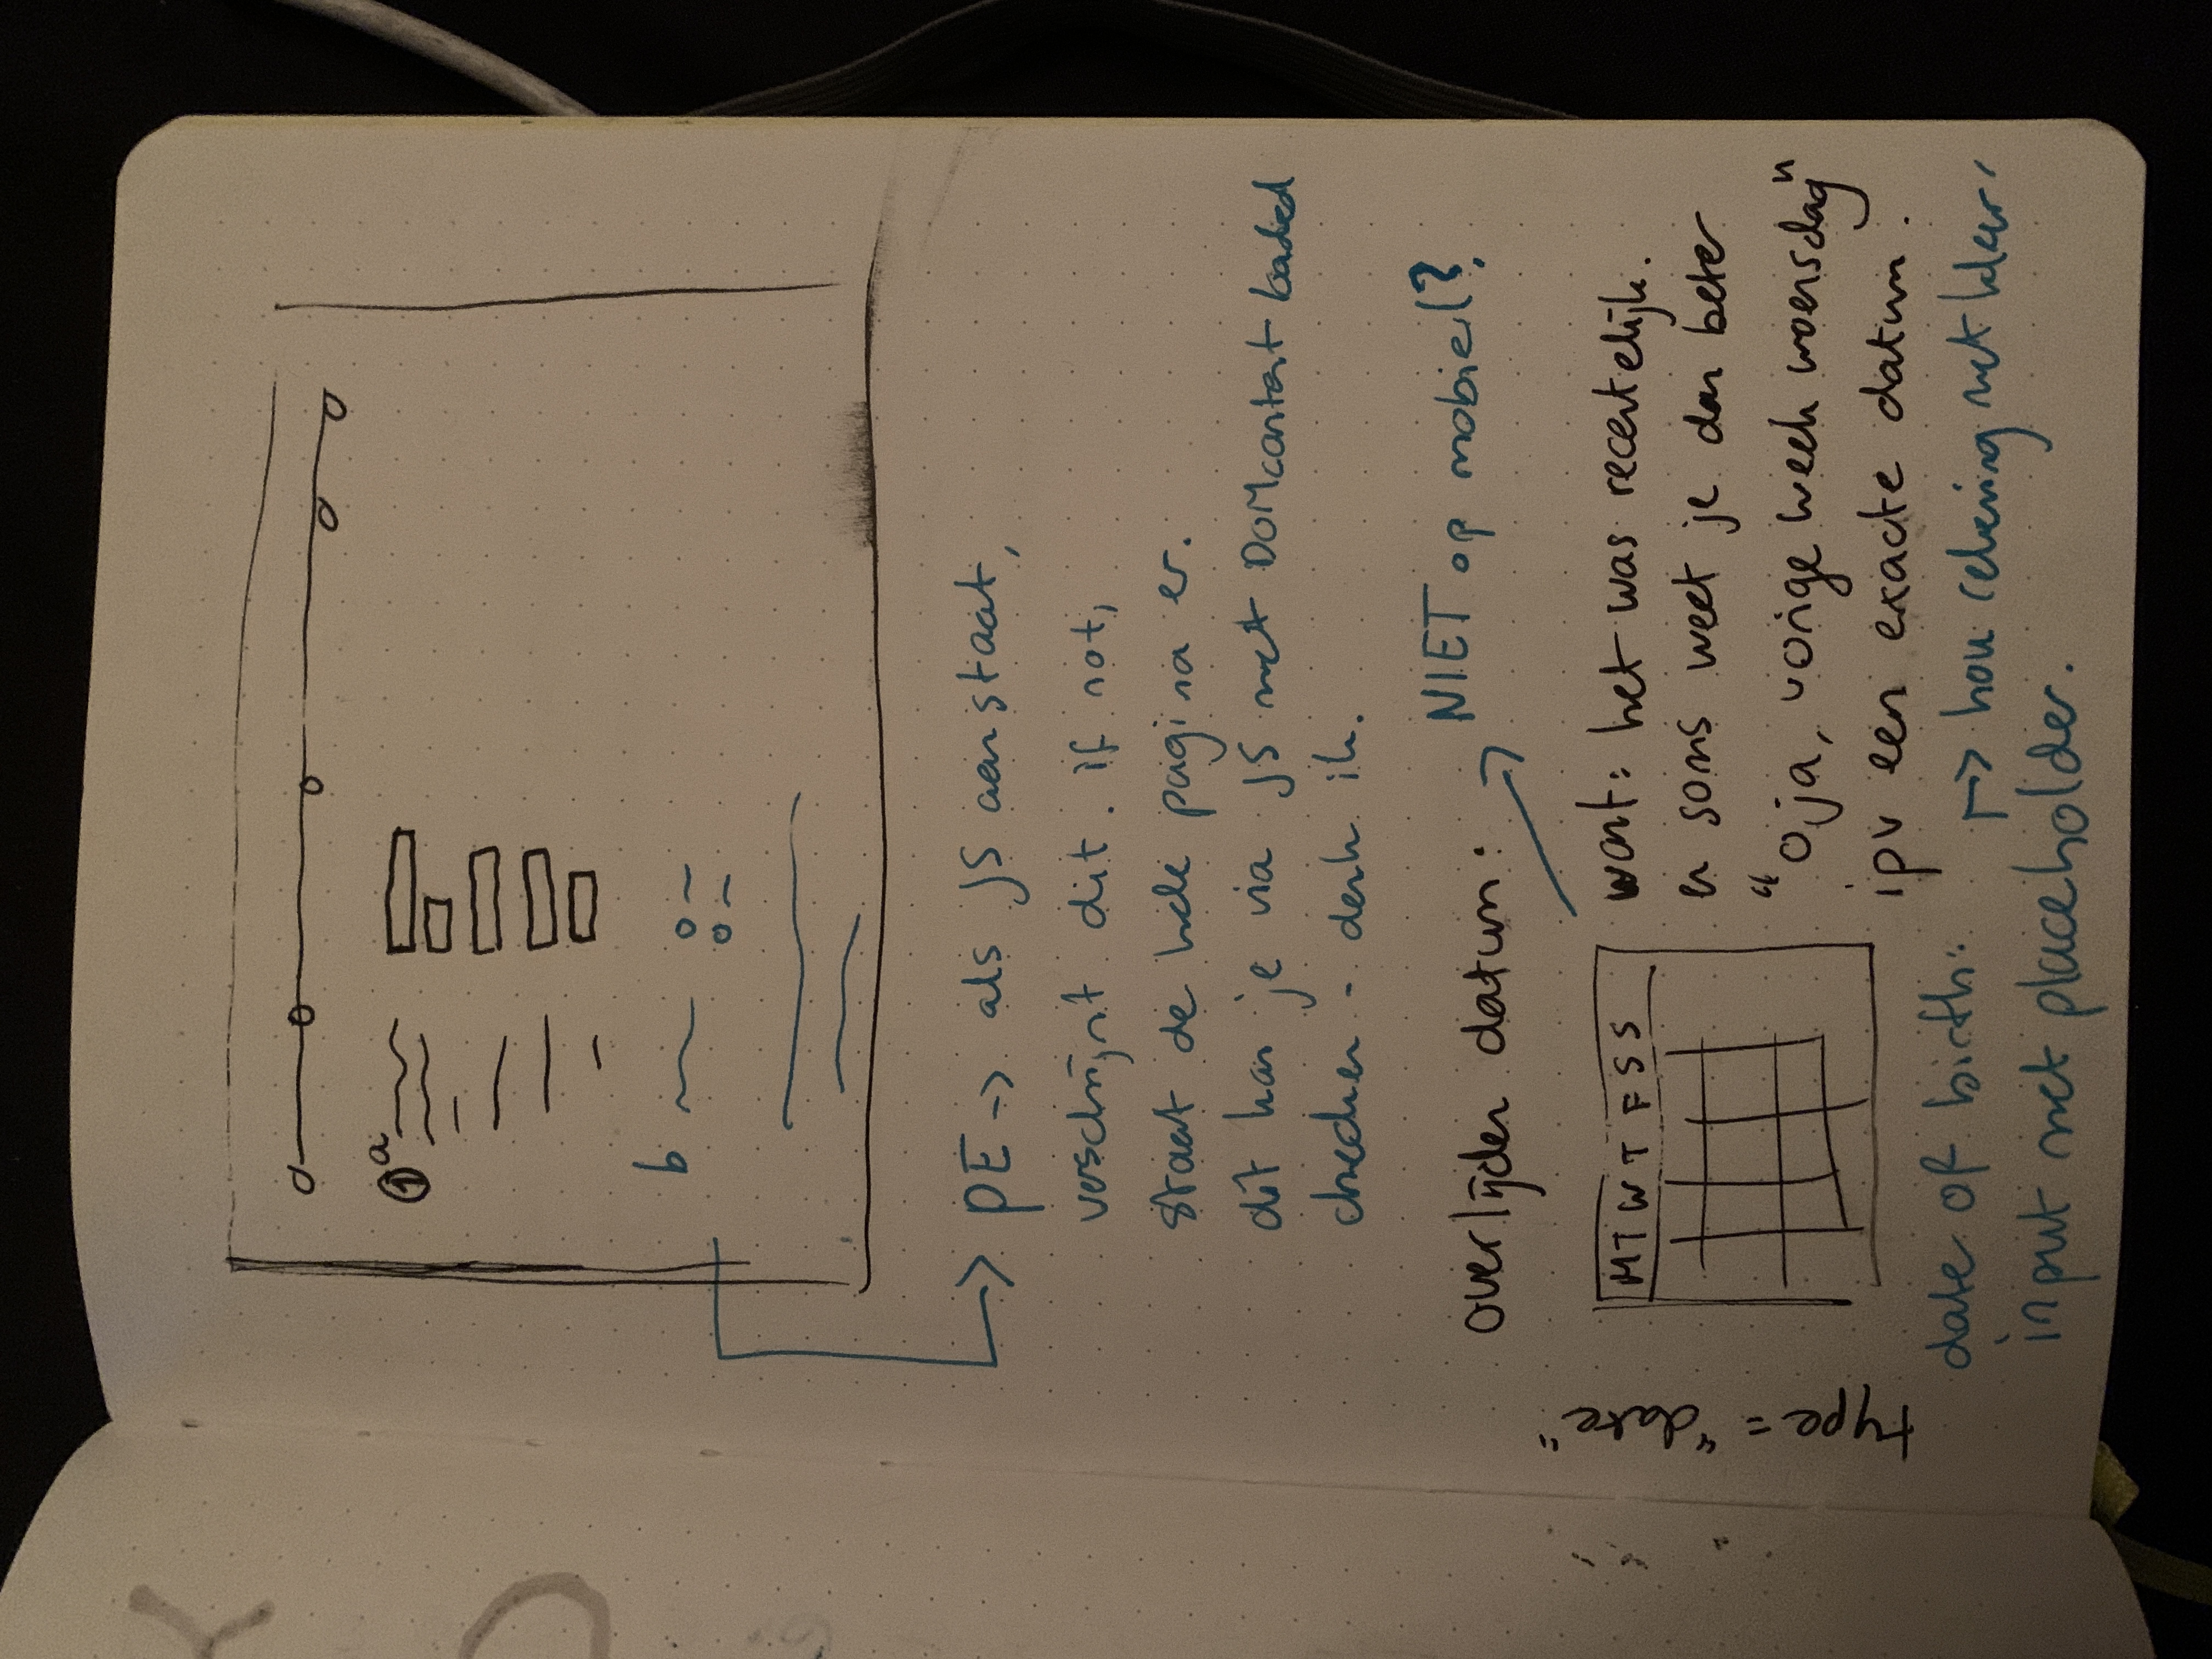 1 a
b
PE -> als JS aanstaat,
verschijnt dit. if not,
staat de hele pagina er.
dit kan je via JS met DOMcontent loaded
checken - denk ik.
NIET op mobiel?
overlijden datum:
type="date"
M T W T F S S
want: het was recentelijk.
en soms weet je dan beter
"oja, vorige week woensdag"
ipv een exacte datum.
date of birth:
-> hou rekening met kleur
input met placeholder.